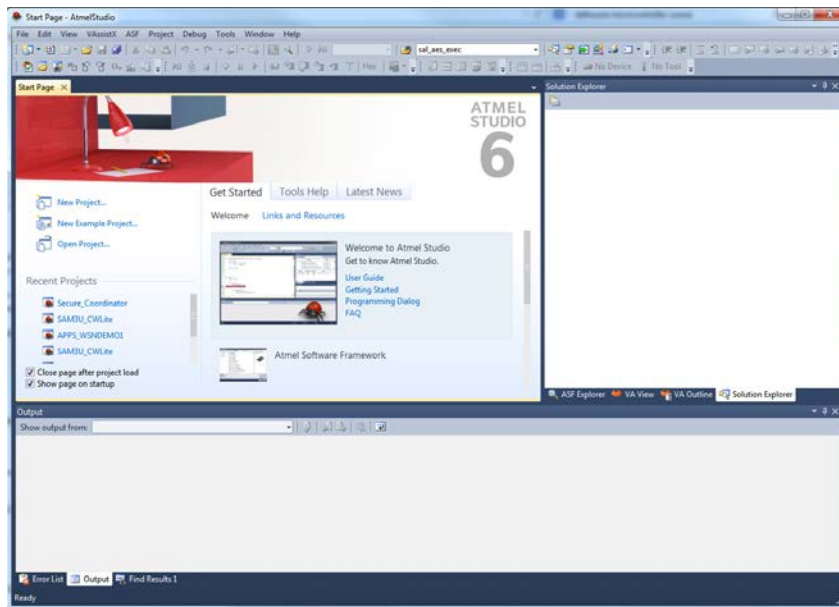 Start Page - AtmelStudio
File Edit View VAssistX ASF Project Debug Tools Window Help
sal_aes_exec
Hex No Device No Tool
Start Page
Solution Explorer
ATMEL
STUDIO
6
New Project...
New Example Project...
Open Project...
Recent Projects
Secure_Coordinator
SAM3U_CWLite
APPS_WSNDEMO1
SAM3U_CWLite
Close page after project load
Show page on startup
Get Started Tools Help Latest News
Welcome Links and Resources
Welcome to Atmel Studio
Get to know Atmel Studio.
User Guide
Getting Started
Programming Dialog
FAQ
Atmel Software Framework
ASF Explorer VA View VA Outline Solution Explorer
Output
Show output from:
Error List Output Find Results 1
Ready